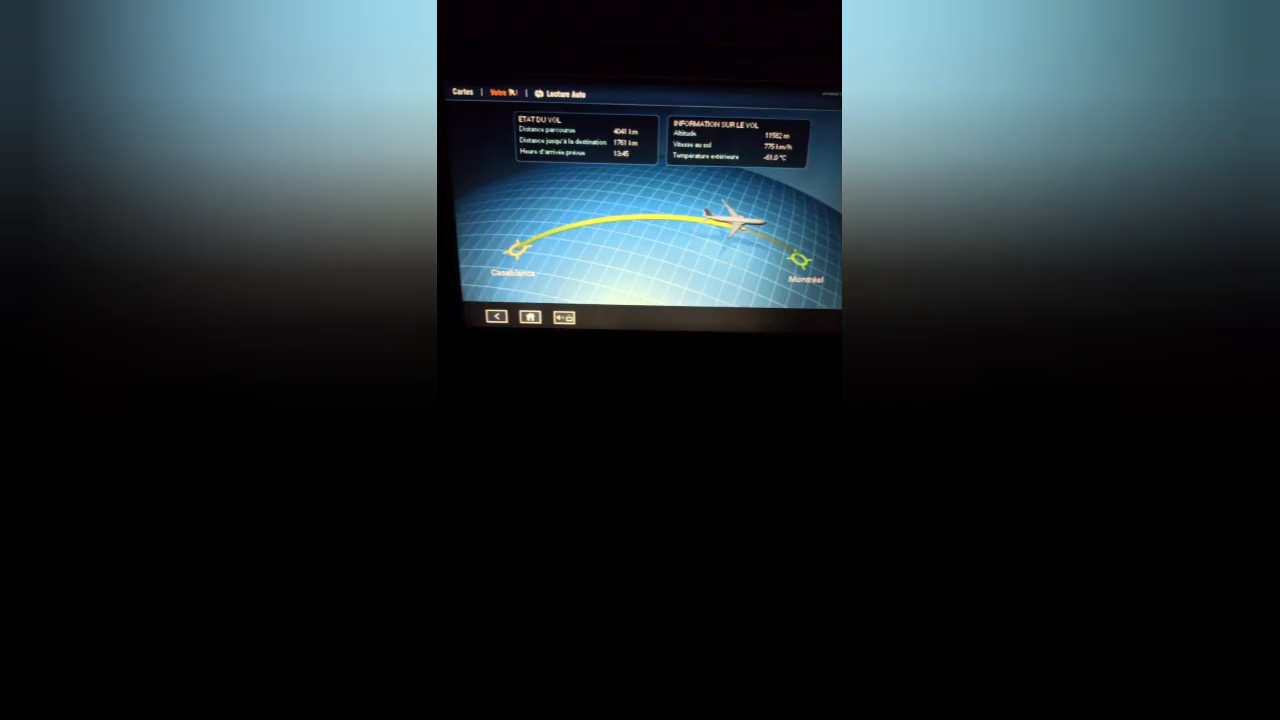 Cartes | Votre | Lecture Auto
ETAT DU VOL
Distance parcourue 4041 km
Distance jusqu'à la destination 1761 km
Heure d'arrivée prévue 13:45
INFORMATION SUR LE VOL
Altitude 11582 m
Vitesse au sol 775 km/h
Température extérieure -61.0 °C
Casablanca
Montréal